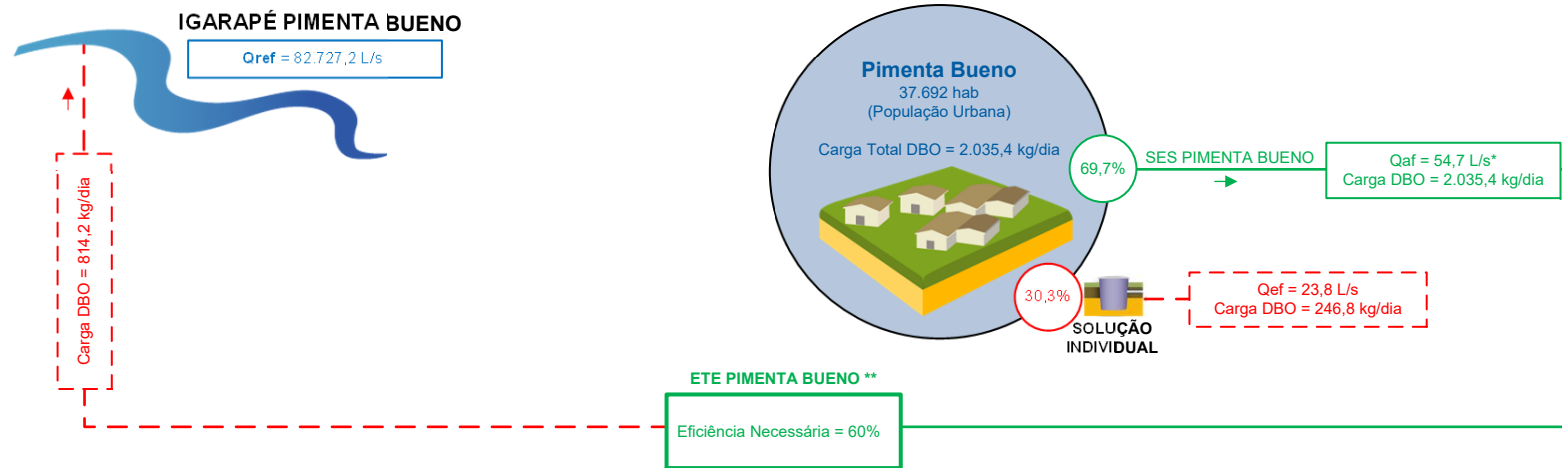 IGARAPÉ PIMENTA BUENO
Qref = 82.727,2 L/s
Carga DBO = 814,2 kg/dia
Pimenta Bueno
37.692 hab
(População Urbana)
Carga Total DBO = 2.035,4 kg/dia
69,7%
SES PIMENTA BUENO
Qaf = 54,7 L/s*
Carga DBO = 2.035,4 kg/dia
30,3%
SOLUÇÃO
INDIVIDUAL
Qef = 23,8 L/s
Carga DBO = 246,8 kg/dia
ETE PIMENTA BUENO **
Eficiência Necessária = 60%